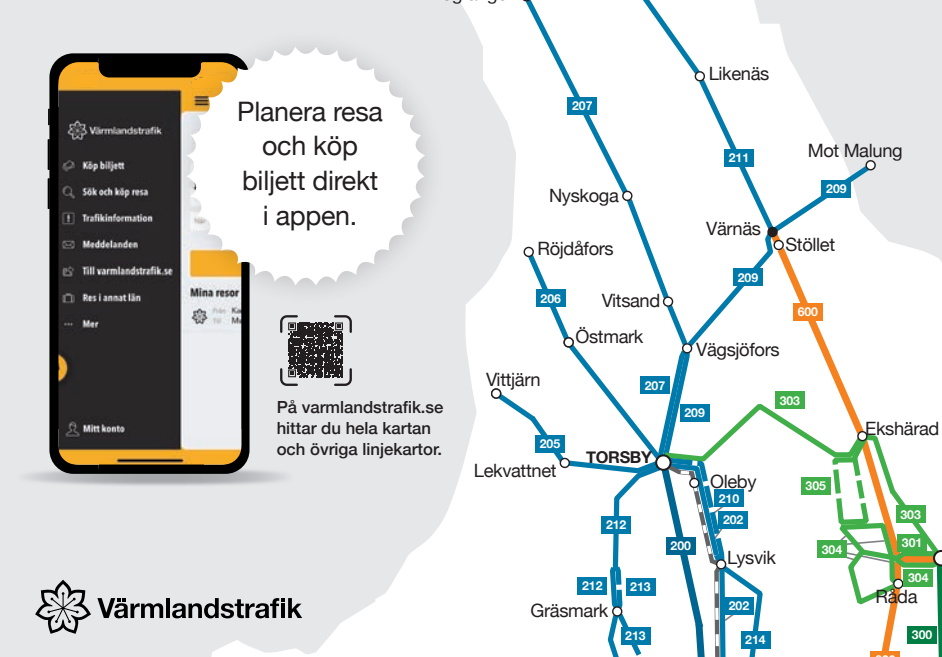 Planera resa
och köp
biljett direkt
i appen.
Värmlandstrafik
Köp biljett
Sök och köp resa
Trafikinformation
Meddelanden
Till varmlandstrafik.se
Res i annat län
Mer
Mitt konto
Mina resor
Från
Till
På varmlandstrafik.se
hittar du hela kartan
och övriga linjekartor.
Värmlandstrafik
Likenäs
207
211
Mot Malung
209
Nyskoga
Värnäs
Stöllet
Röjdåfors
209
206
Vitsand
600
Östmark
Vägsjöfors
Vittjärn
207
303
209
Ekshärad
205
TORSBY
Lekvattnet
Oleby
305
210
303
212
202
200
301
304
Lysvik
304
212
213
Råda
202
Gräsmark
213
214
300